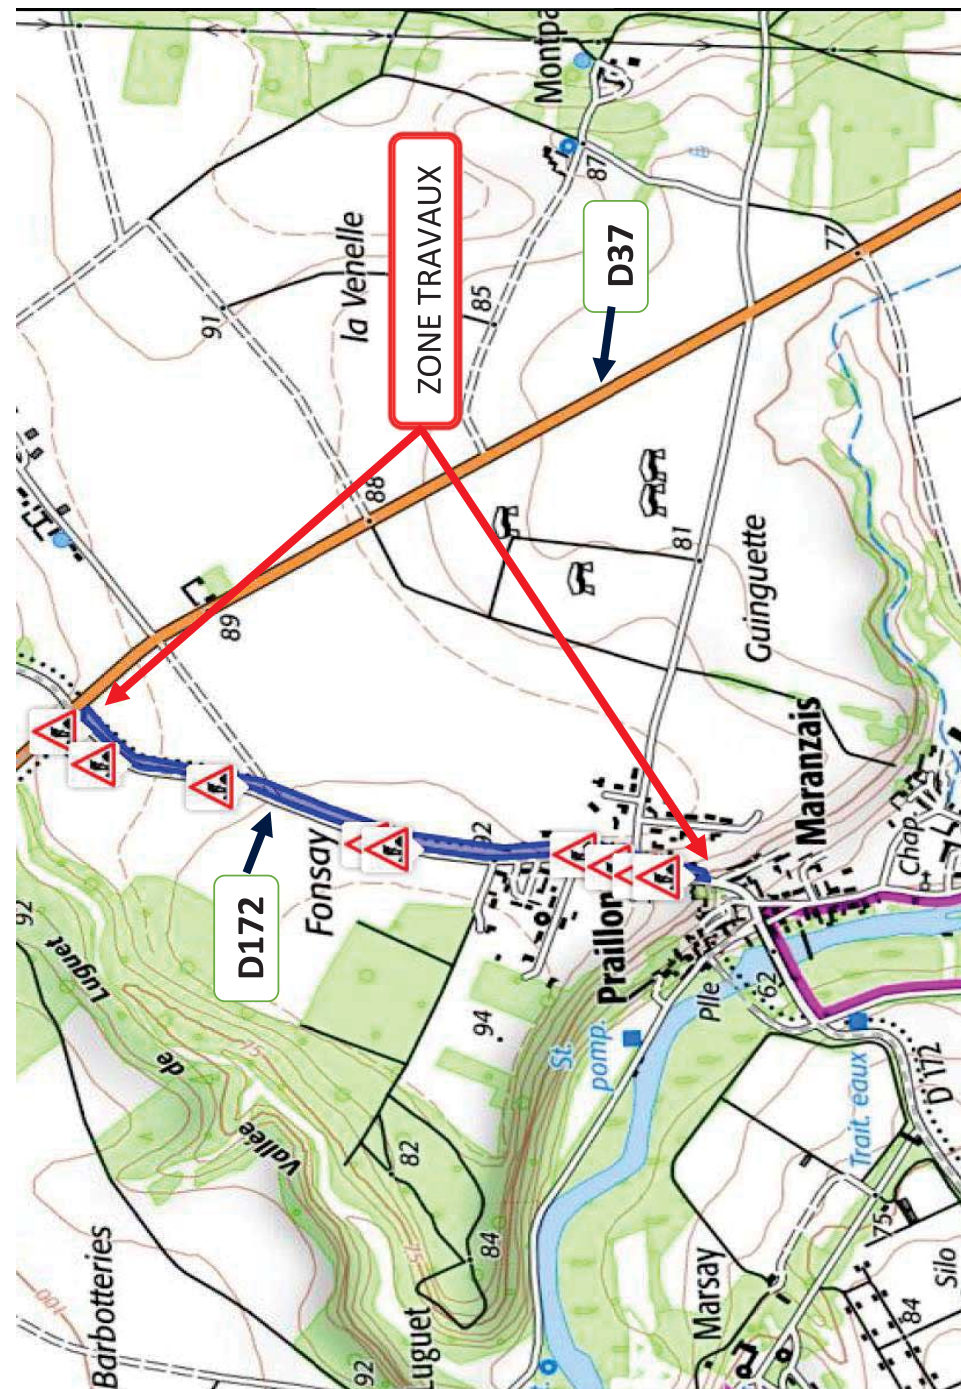 Montpa
87
la Venelle
91
ZONE TRAVAUX
D37
77
85
88
89
81
Guinguette
Maranzais
Chap.
92
Fonsay
D172
Praillon
Plle
62
92
Luguet
de
Vallée
75
94
St.
pomp.
Trait. eaux
D 172
82
75
84
Barbotteries
100
92
Luguet
Marsay
75
84
Silo